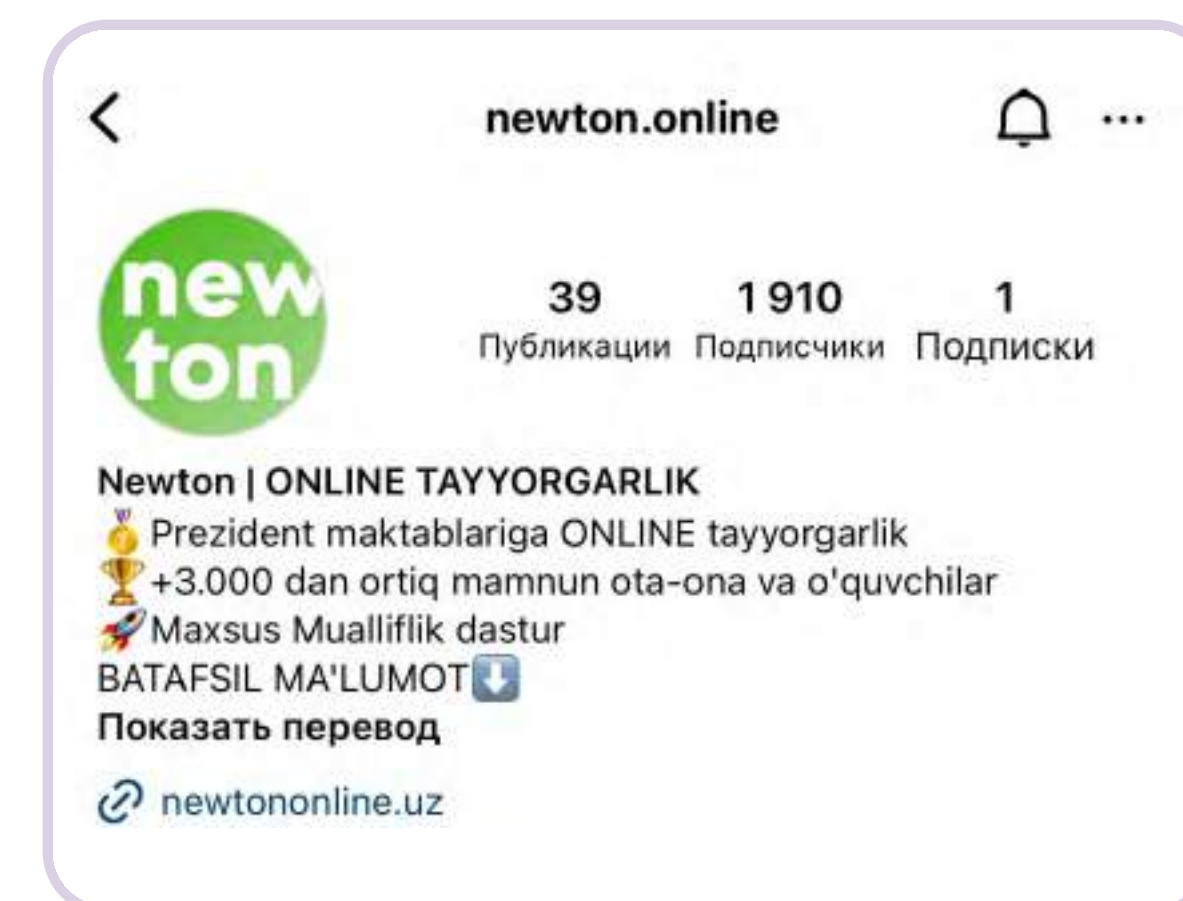 newton.online
new
ton
39 1 910 1
Публикации Подписчики Подписки
Newton | ONLINE TAYYORGARLIK
🏅Prezident maktablariga ONLINE tayyorgarlik
🏆+3.000 dan ortiq mamnun ota-ona va o'quvchilar
🚀Maxsus Mualliflik dastur
BATAFSIL MA'LUMOT⬇️
Показать перевод
newtononline.uz